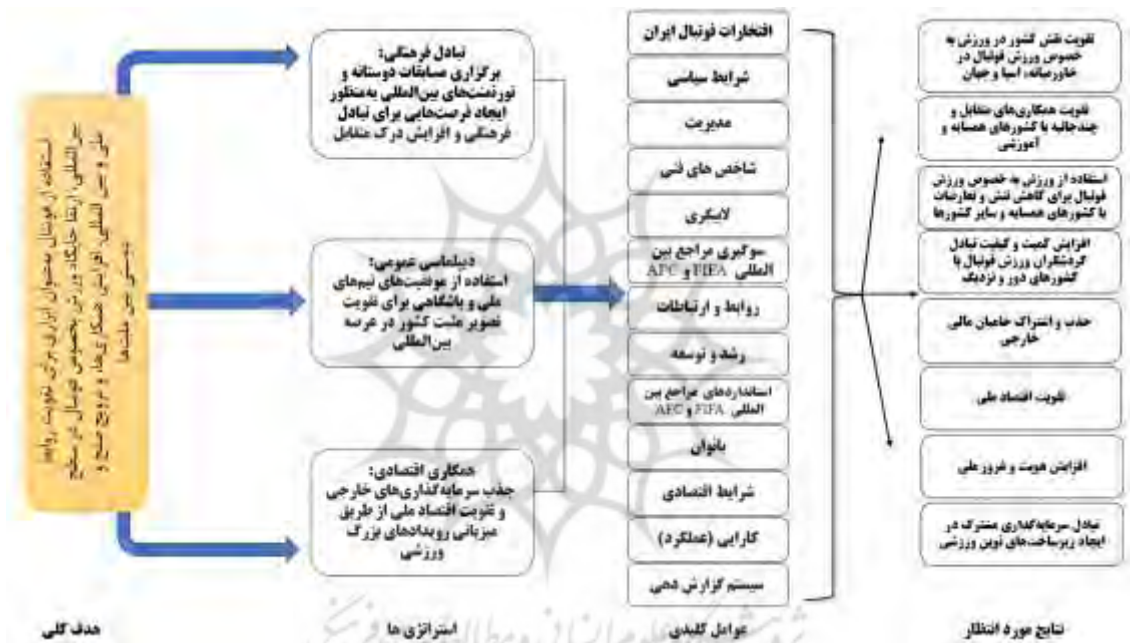 استفاده از فوتبال به‌عنوان ابزاری برای تقویت روابط
بین‌المللی، ارتقا جایگاه ورزش بخصوص فوتبال در سطح
ملی و بین المللی، افزایش همکاری‌ها، و ترویج صلح و
دوستی بین ملت‌ها
تبادل فرهنگی:
برگزاری مسابقات دوستانه و
تورنمنت‌های بین‌المللی به‌منظور
ایجاد فرصت‌هایی برای تبادل
فرهنگی و افزایش درک متقابل
دیپلماسی عمومی:
استفاده از موفقیت‌های تیم‌های
ملی و باشگاهی برای تقویت
تصویر مثبت کشور در عرصه
بین‌المللی
همکاری اقتصادی:
جذب سرمایه‌گذاری‌های خارجی
و تقویت اقتصاد ملی از طریق
میزبانی رویدادهای بزرگ
ورزشی
افتخارات فوتبال ایران
شرایط سیاسی
مدیریت
شاخص های فنی
لابیگری
سوگیری مراجع بین
المللی FIFA و AFC
روابط و ارتباطات
رشد و توسعه
استانداردهای مراجع بین
المللی FIFA و AFC
بانوان
شرایط اقتصادی
کارایی (عملکرد)
سیستم گزارش دهی
تقویت نقش کشور در ورزش به
خصوص ورزش فوتبال در
خاورمیانه، آسیا و جهان
تقویت همکاری‌های متقابل و
چندجانبه با کشورهای همسایه و
آموزشی
استفاده از ورزش به خصوص ورزش
فوتبال برای کاهش تنش و تعارضات
با کشورهای همسایه و سایر کشورها
افزایش کمیت و کیفیت تبادل
گردشگران ورزش فوتبال با
کشورهای دور و نزدیک
جذب و اشتراک حامیان مالی
خارجی
تقویت اقتصاد ملی
افزایش هویت و غرور ملی
تبادل سرمایه‌گذاری مشترک در
ایجاد زیرساخت‌های نوین ورزشی
هدف کلی
استراتژی ها
عوامل کلیدی
نتایج مورد انتظار